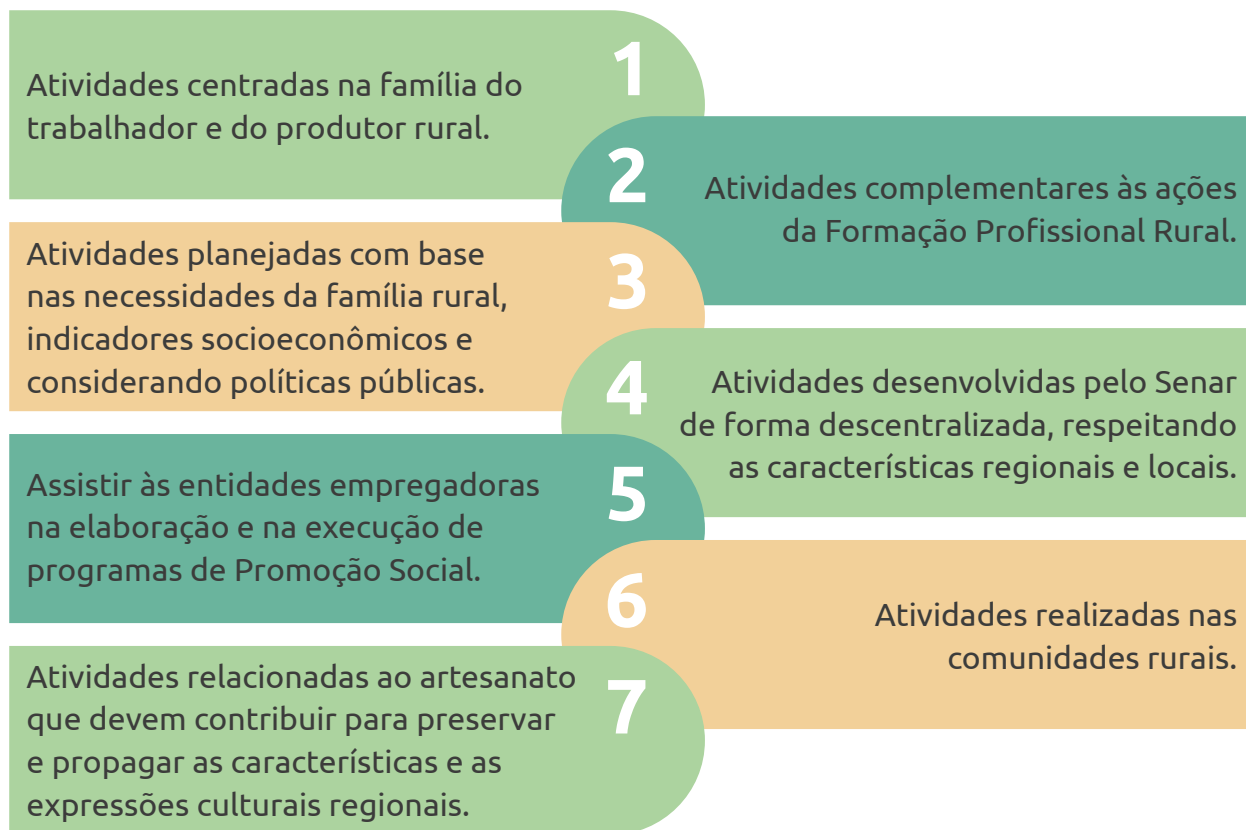 1
Atividades centradas na família do
trabalhador e do produtor rural.
2
Atividades complementares às ações
da Formação Profissional Rural.
3
Atividades planejadas com base
nas necessidades da família rural,
indicadores socioeconômicos e
considerando políticas públicas.
4
Atividades desenvolvidas pelo Senar
de forma descentralizada, respeitando
as características regionais e locais.
5
Assistir às entidades empregadoras
na elaboração e na execução de
programas de Promoção Social.
6
Atividades realizadas nas
comunidades rurais.
7
Atividades relacionadas ao artesanato
que devem contribuir para preservar
e propagar as características e as
expressões culturais regionais.